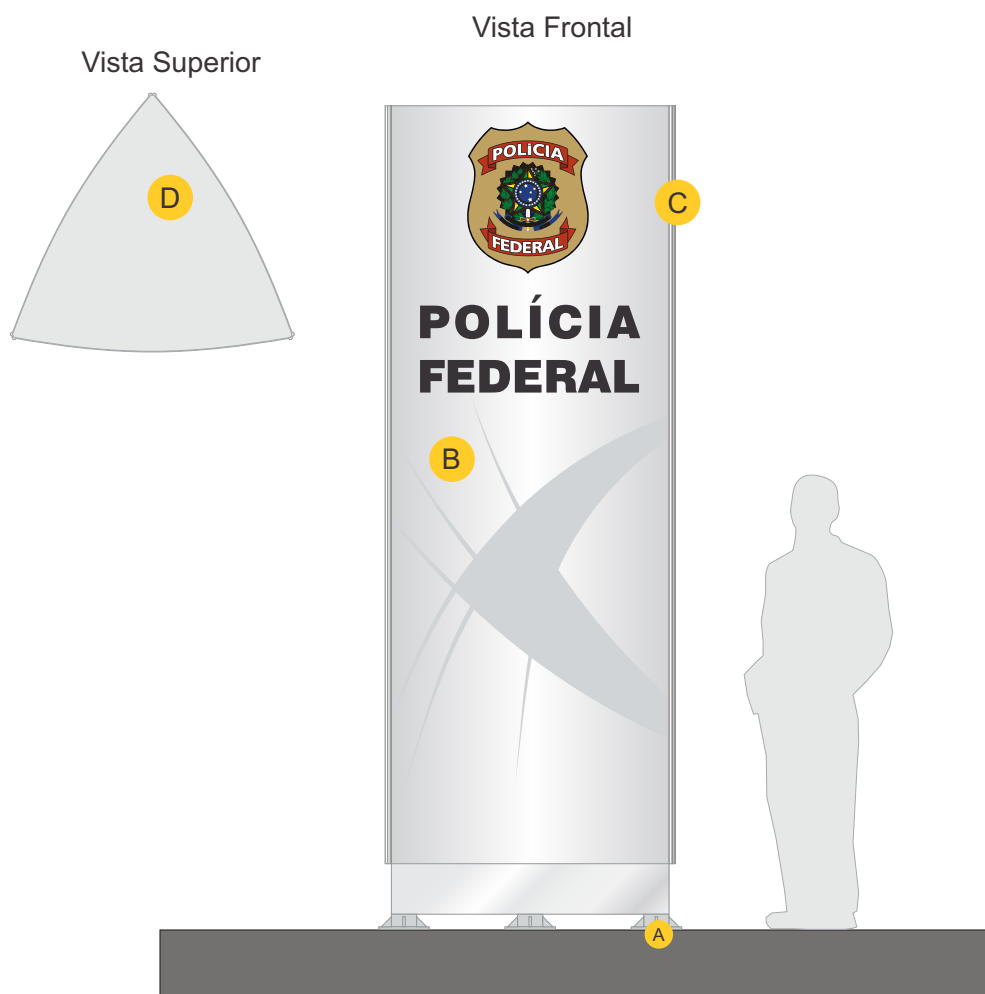 Vista Frontal
Vista Superior
D
C
POLÍCIA
FEDERAL
POLÍCIA
FEDERAL
B
A